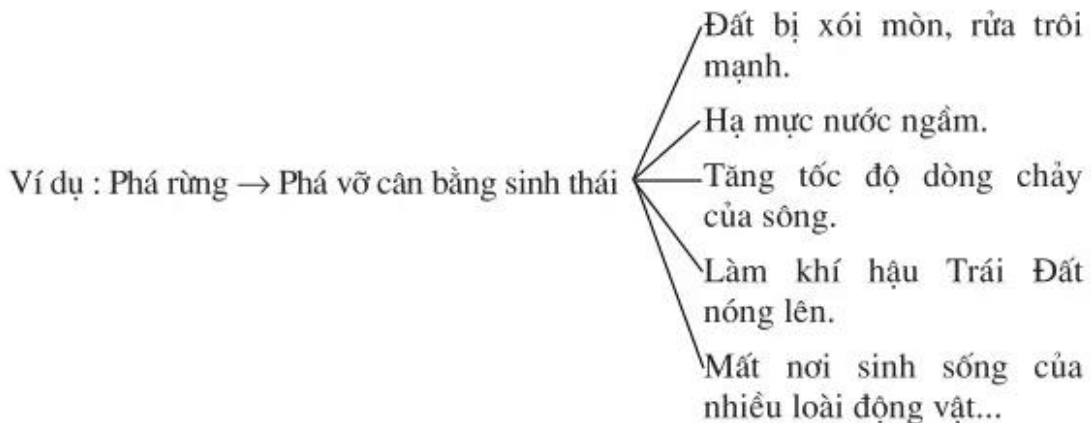 Ví dụ : Phá rừng → Phá vỡ cân bằng sinh thái
Đất bị xói mòn, rửa trôi
mạnh.
Hạ mực nước ngầm.
Tăng tốc độ dòng chảy
của sông.
Làm khí hậu Trái Đất
nóng lên.
Mất nơi sinh sống của
nhiều loài động vật...